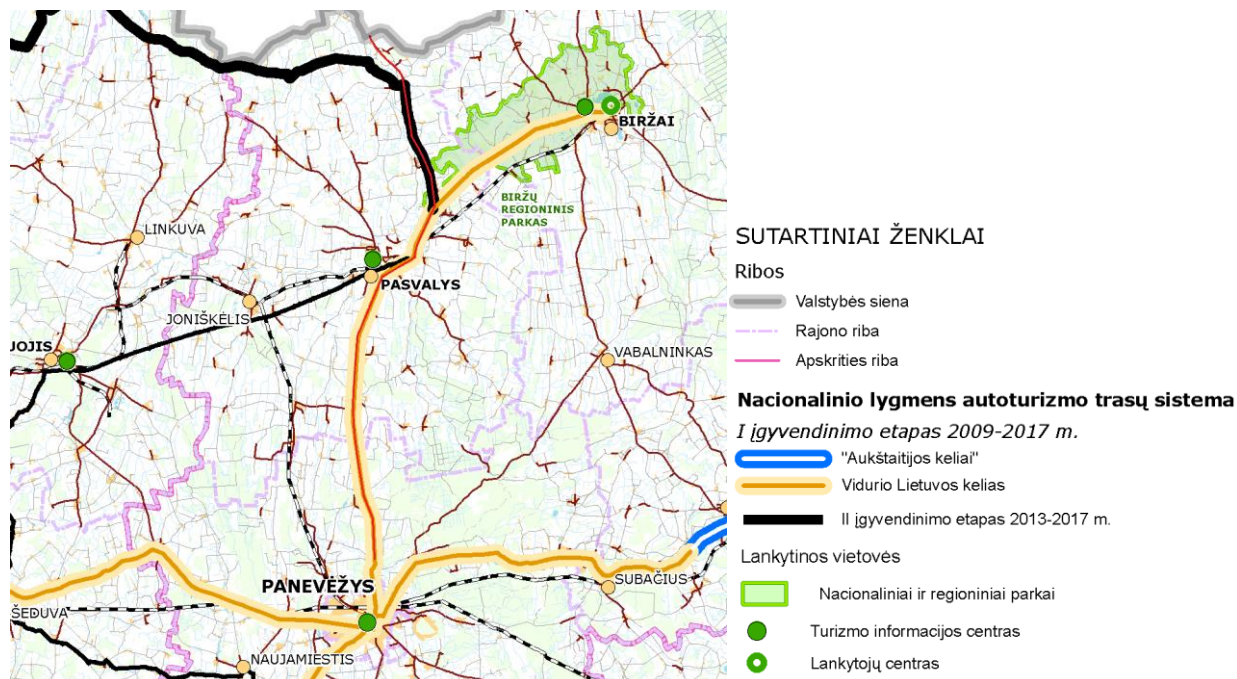 BIRŽAI
BIRŽŲ
REGIONINIS
PARKAS
LINKUVA
PASVALYS
JONIŠKĖLIS
UOJIS
VABALNINKAS
PANEVĖŽYS
SUBAČIUS
ŠEDUVA
NAUJAMIESTIS
SUTARTINIAI ŽENKLAI
Ribos
Valstybės siena
Rajono riba
Apskrities riba
Nacionalinio lygmens autoturizmo trasų sistema
I įgyvendinimo etapas 2009-2017 m.
"Aukštaitijos keliai"
Vidurio Lietuvos kelias
II įgyvendinimo etapas 2013-2017 m.
Lankytinos vietovės
Nacionaliniai ir regioniniai parkai
Turizmo informacijos centras
Lankytojų centras